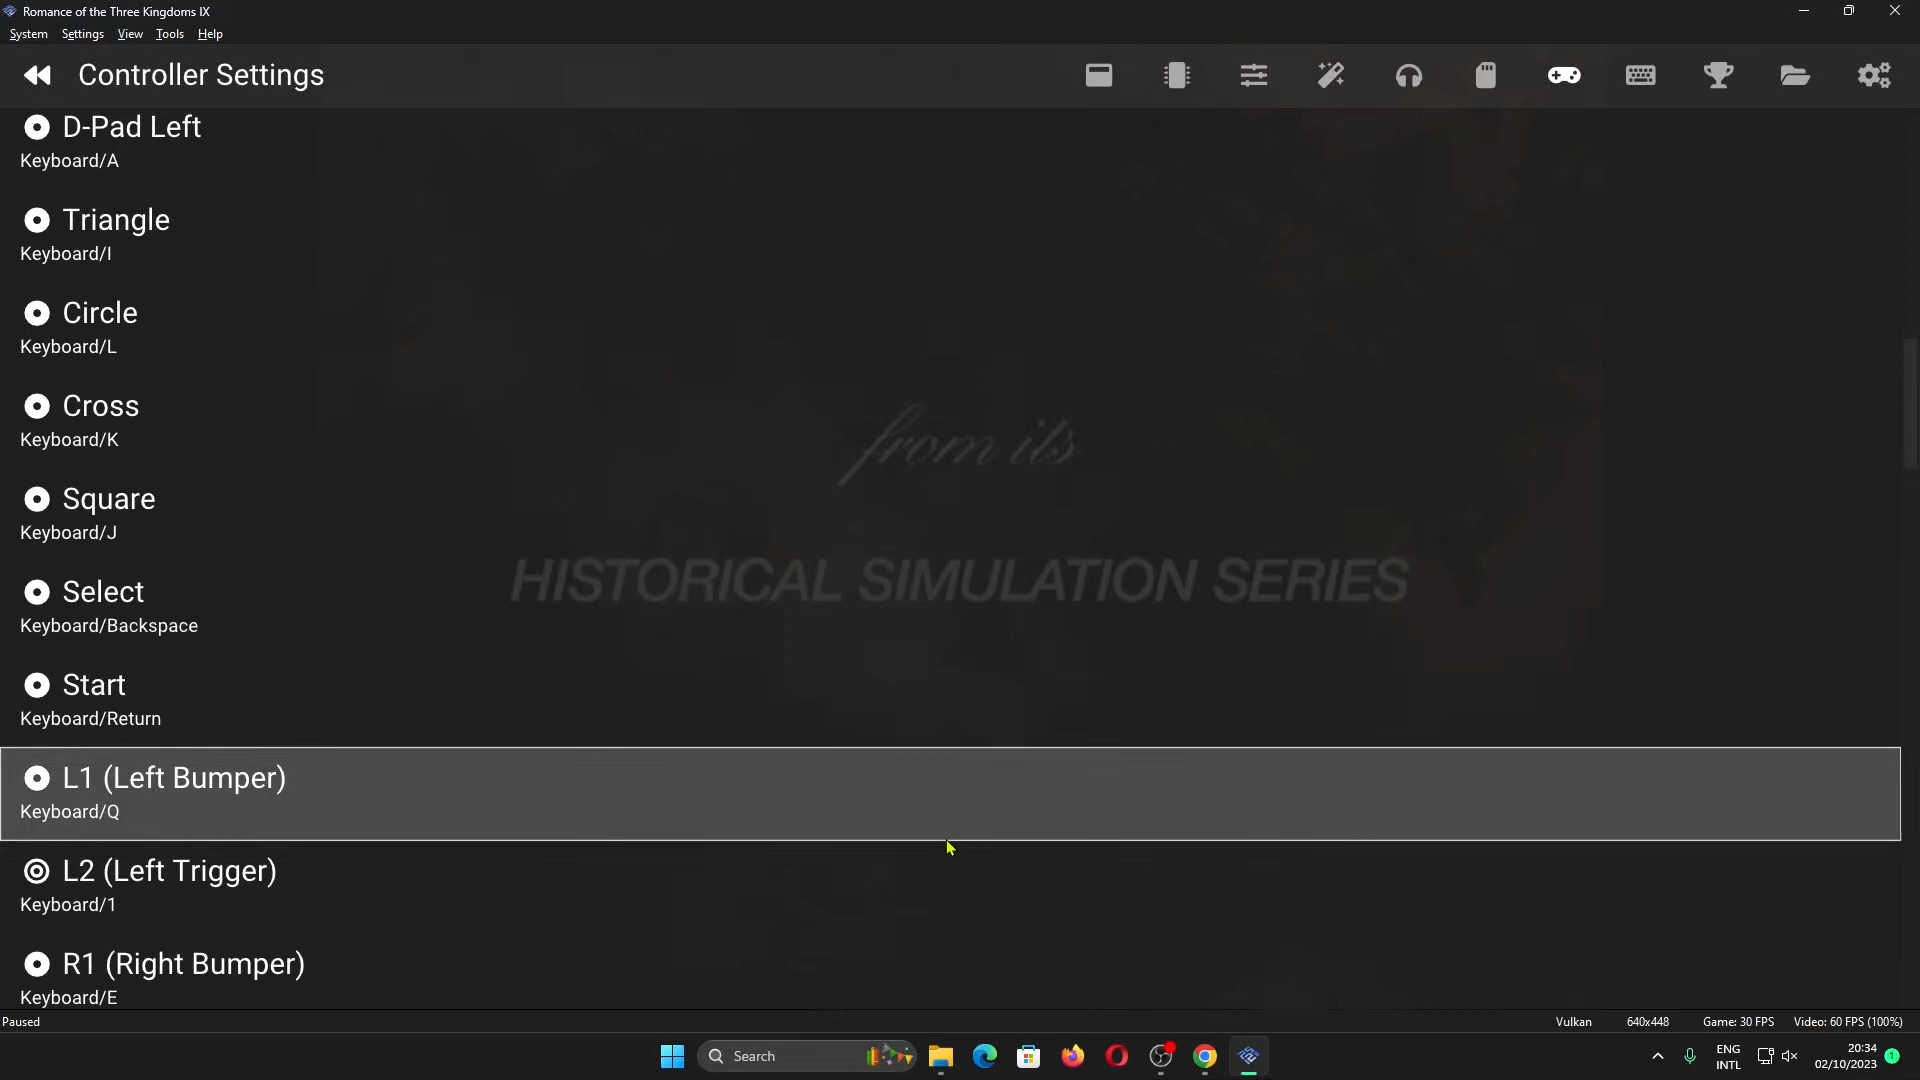 Romance of the Three Kingdoms IX
System Settings View Tools Help
Controller Settings
D-Pad Left
Keyboard/A
Triangle
Keyboard/I
Circle
Keyboard/L
Cross
Keyboard/K
from its
Square
Keyboard/J
HISTORICAL SIMULATION SERIES
Select
Keyboard/Backspace
Start
Keyboard/Return
L1 (Left Bumper)
Keyboard/Q
L2 (Left Trigger)
Keyboard/1
R1 (Right Bumper)
Keyboard/E
Paused Vulkan 640x448 Game: 30 FPS Video: 60 FPS (100%)
Search
ENG
INTL
20:34
02/10/2023
1